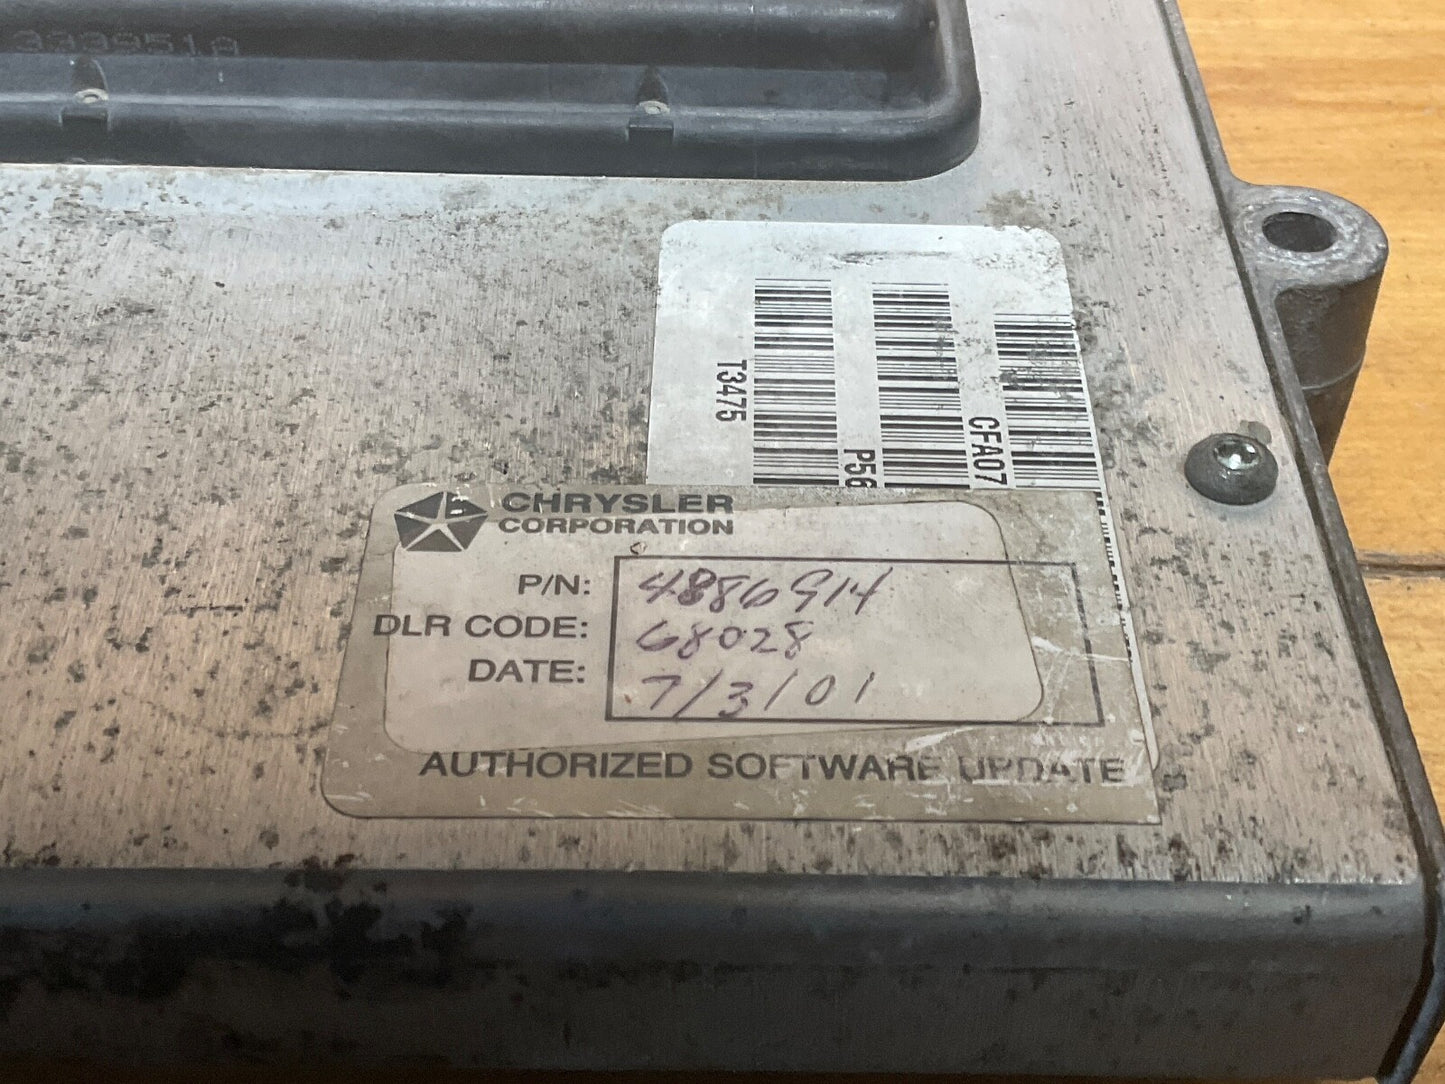 T3475
P56
CFA07
CHRYSLER
CORPORATION
P/N: 4886914
DLR CODE: 68028
DATE: 7/3/01
AUTHORIZED SOFTWARE UPDATE